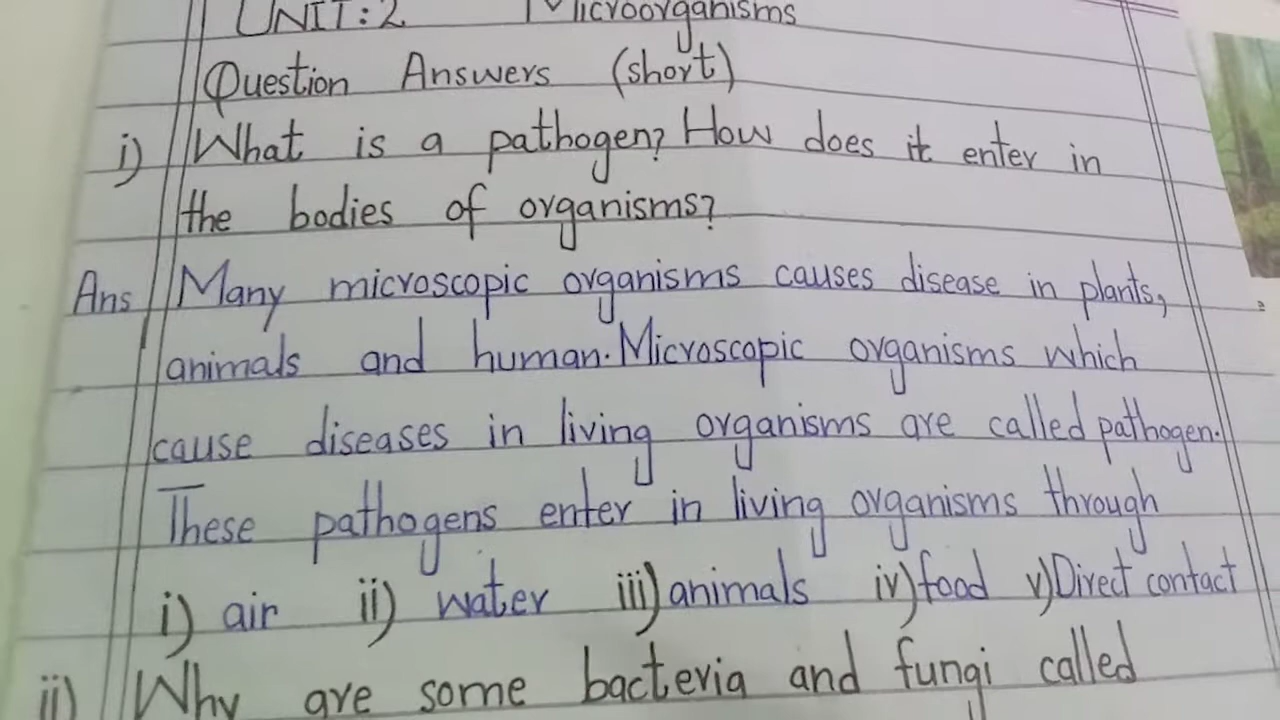 UNIT:2 Microorganisms
Question Answers (short)
i) What is a pathogen? How does it enter in
the bodies of organisms?
Ans Many microscopic organisms causes disease in plants,
animals and human. Microscopic organisms which
cause diseases in living organisms are called pathogen.
These pathogens enter in living organisms through
i) air ii) water iii) animals iv) food v) Direct contact
ii) Why are some bacteria and fungi called